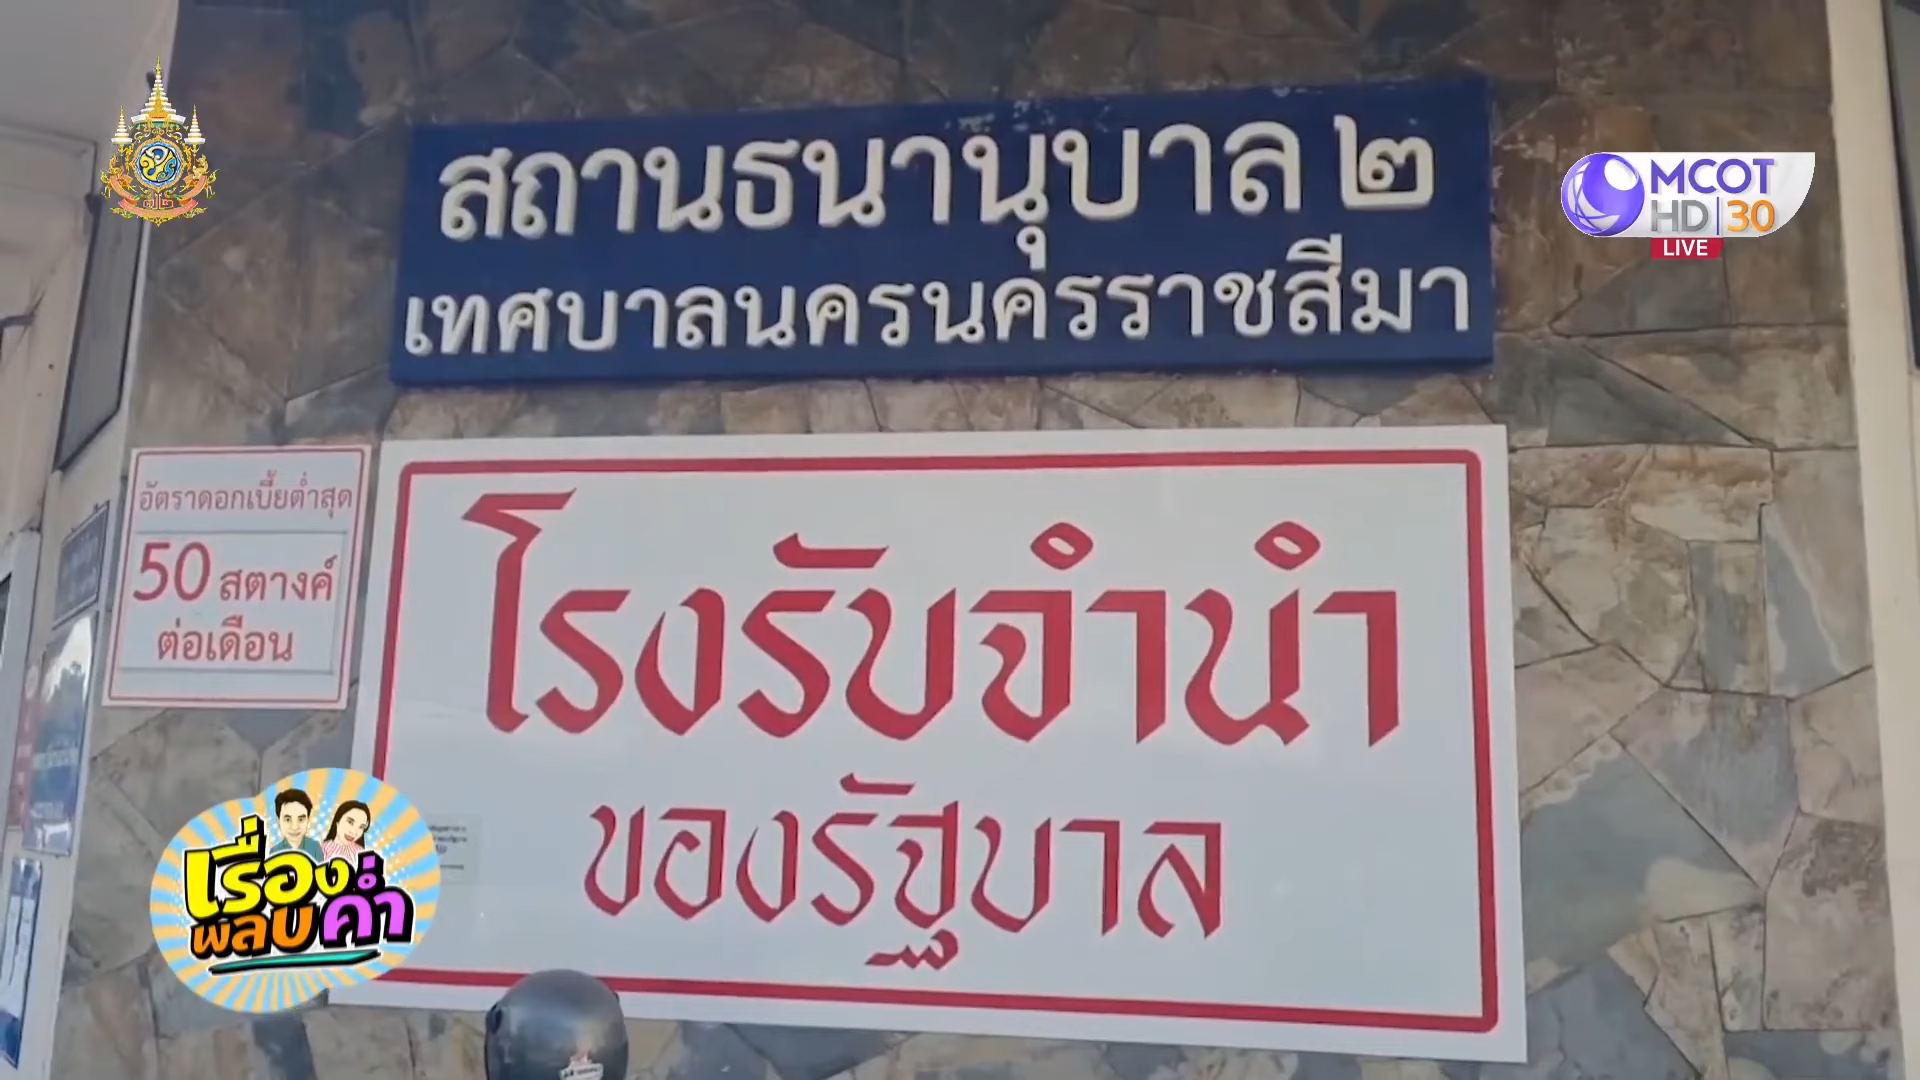 สถานธนานุบาล ๒
เทศบาลนครนครราชสีมา
MCOT
HD 30
LIVE
อัตราดอกเบี้ยต่ำสุด
50 สตางค์
ต่อเดือน
โรงรับจำนำ
ของรัฐบาล
เรื่อง
พลบค่ำ
๗๒